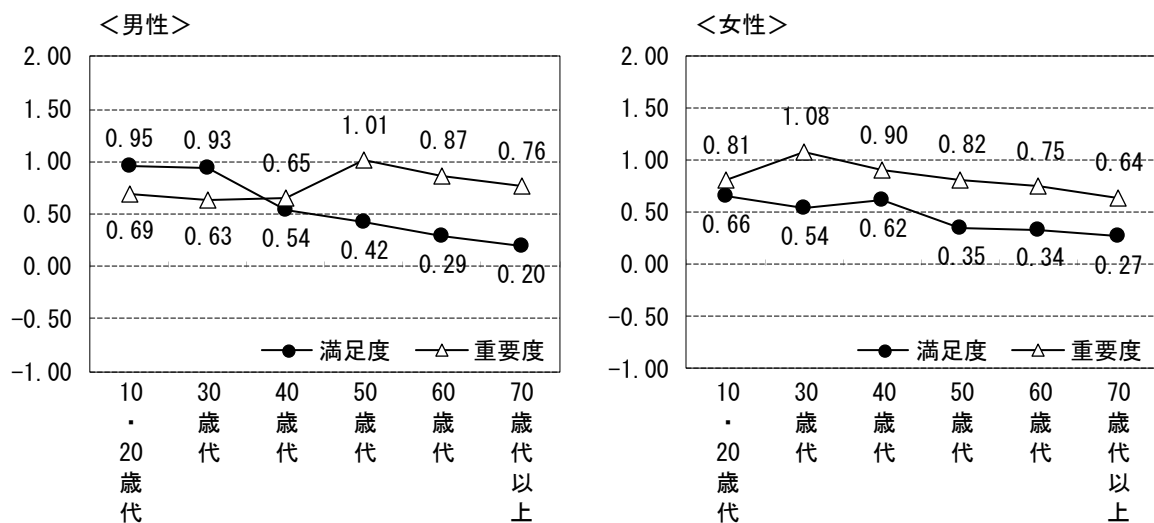 <男性>
2.00
1.50
1.00
0.50
0.00
-0.50
-1.00
0.95
0.93
0.65
1.01
0.87
0.76
0.69
0.63
0.54
0.42
0.29
0.20
満足度
重要度
10・20歳代
30歳代
40歳代
50歳代
60歳代
70歳代以上
<女性>
2.00
1.50
1.00
0.50
0.00
-0.50
-1.00
0.81
1.08
0.90
0.82
0.75
0.64
0.66
0.54
0.62
0.35
0.34
0.27
満足度
重要度
10・20歳代
30歳代
40歳代
50歳代
60歳代
70歳代以上